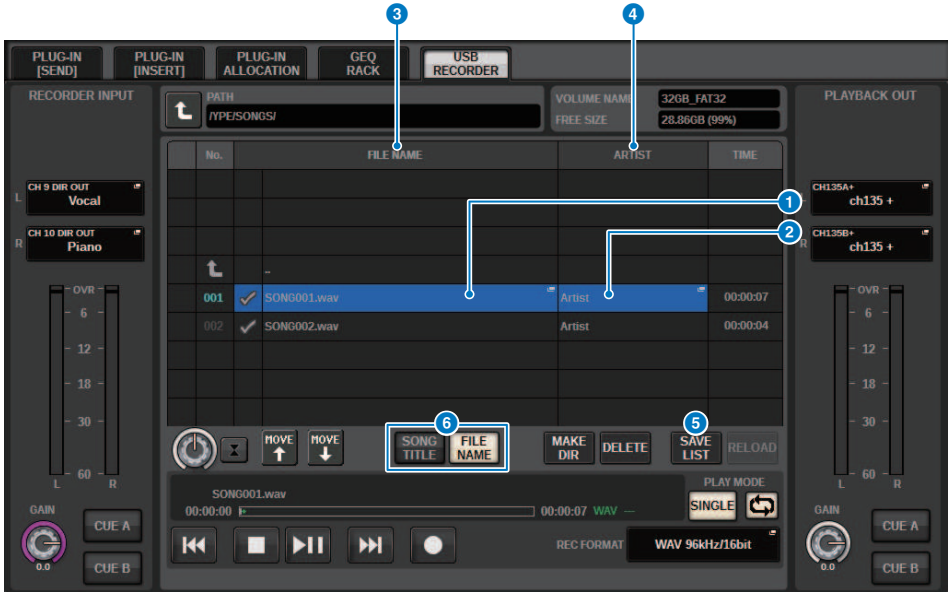 3
4
PLUG-IN [SEND]
PLUG-IN [INSERT]
PLUG-IN ALLOCATION
GEQ RACK
USB RECORDER
RECORDER INPUT
PATH
/YPE/SONGS/
VOLUME NAME
32GB_FAT32
FREE SIZE
28.86GB (99%)
PLAYBACK OUT
No.
FILE NAME
ARTIST
TIME
L
CH 9 DIR OUT
Vocal
R
CH 10 DIR OUT
Piano
1
2
CH135A+
ch135 +
R
CH135B+
ch135 +
-
001
SONG001.wav
Artist
00:00:07
002
SONG002.wav
Artist
00:00:04
OVR
6
12
18
30
60
L
R
OVR
6
12
18
30
60
L
R
6
5
MOVE
MOVE
SONG TITLE
FILE NAME
MAKE DIR
DELETE
SAVE LIST
RELOAD
SONG001.wav
00:00:00
00:00:07
WAV
---
PLAY MODE
SINGLE
REC FORMAT
WAV 96kHz/16bit
GAIN
0.0
CUE A
CUE B
GAIN
0.0
CUE A
CUE B